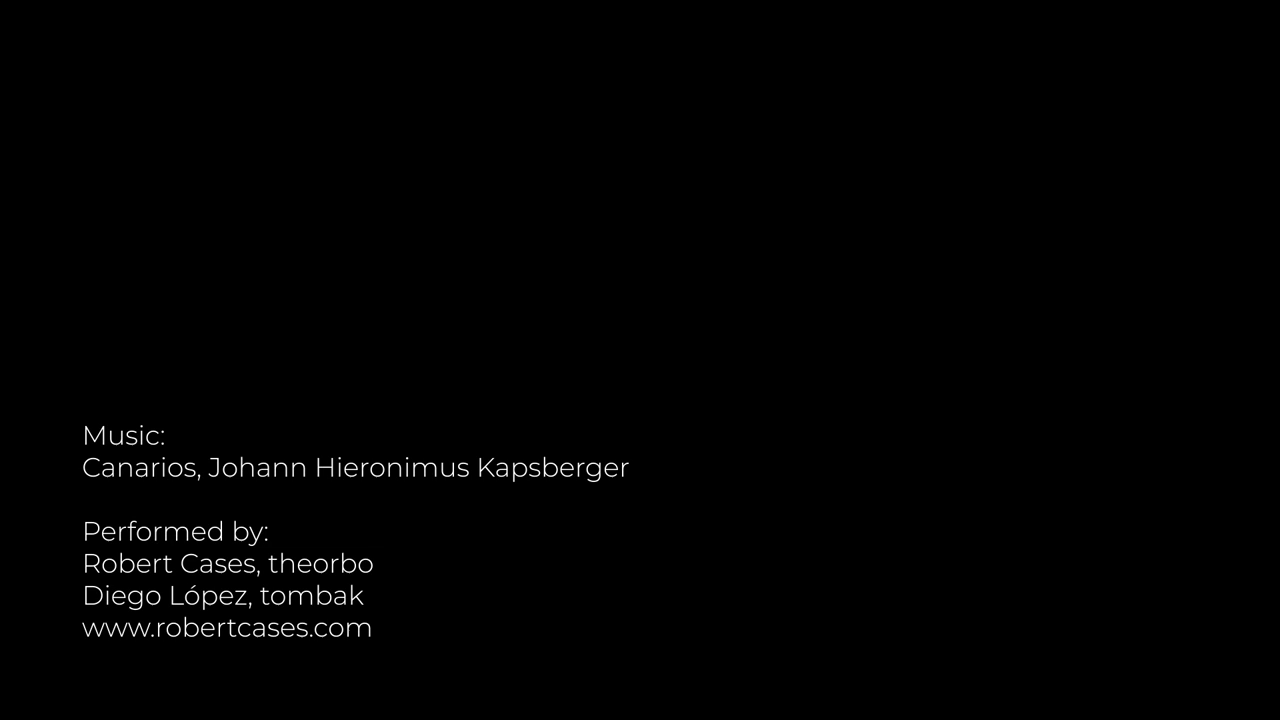 Music:
Canarios, Johann Hieronimus Kapsberger
Performed by:
Robert Cases, theorbo
Diego López, tombak
www.robertcases.com